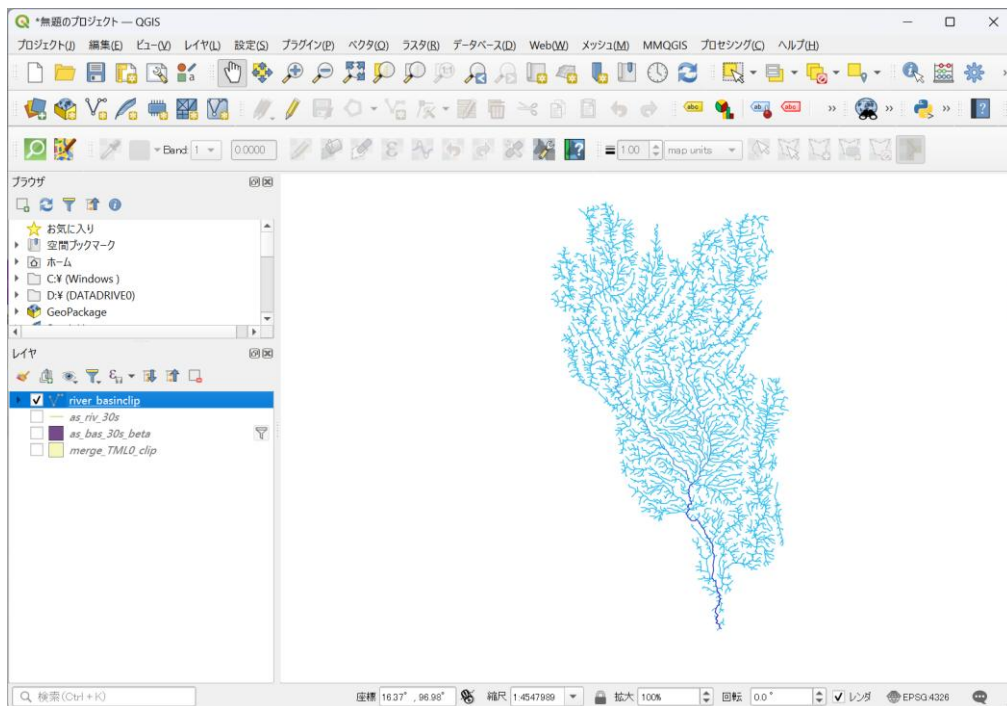 *無題のプロジェクト — QGIS
プロジェクト(J) 編集(E) ビュー(V) レイヤ(L) 設定(S) プラグイン(P) ベクタ(O) ラスタ(R) データベース(D) Web(W) メッシュ(M) MMQGIS プロセシング(C) ヘルプ(H)
abc abc abc »
Band 1 0.0000 1.00 map units
ブラウザ
お気に入り
空間ブックマーク
ホーム
C:¥ (Windows )
D:¥ (DATADRIVE0)
GeoPackage
レイヤ
river_basinclip
as_riv_30s
as_bas_30s_beta
merge_TML0_clip
検索(Ctrl + K) 座標 16.37° , 96.98° 縮尺 1:4547989 拡大 100% 回転 0.0° レンダ EPSG:4326